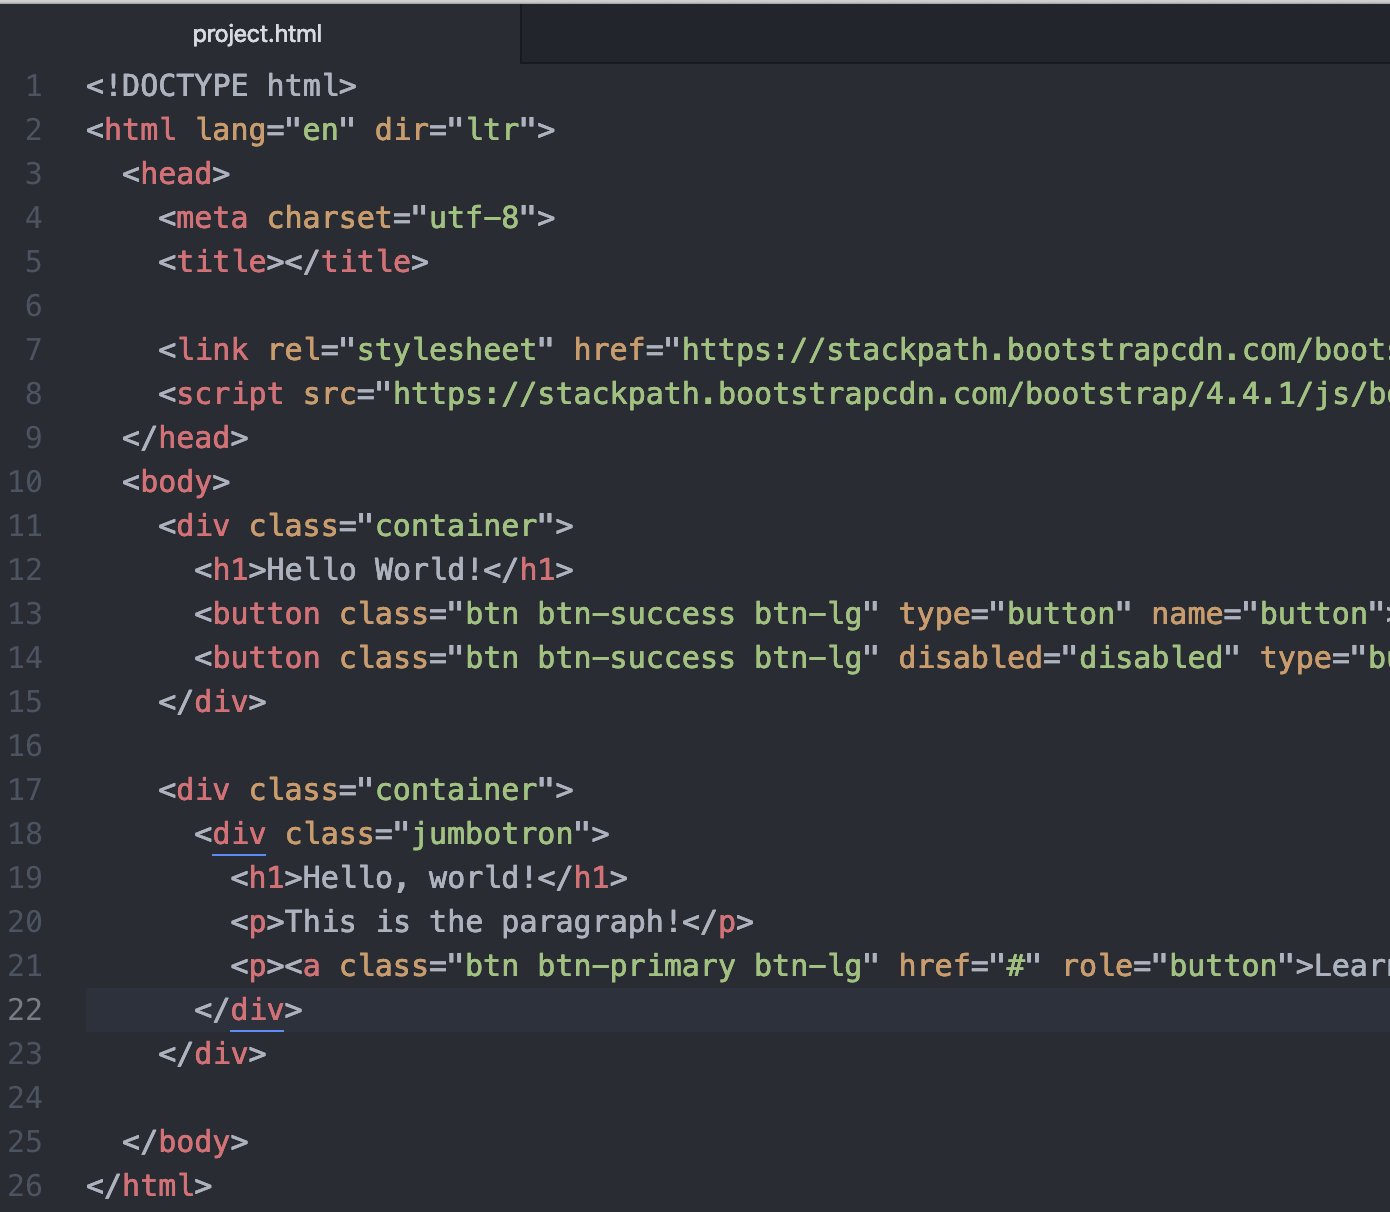 project.html
1 <!DOCTYPE html>
2 <html lang="en" dir="ltr">
3 <head>
4 <meta charset="utf-8">
5 <title></title>
6
7 <link rel="stylesheet" href="https://stackpath.bootstrapcdn.com/boots
8 <script src="https://stackpath.bootstrapcdn.com/bootstrap/4.4.1/js/bo
9 </head>
10 <body>
11 <div class="container">
12 <h1>Hello World!</h1>
13 <button class="btn btn-success btn-lg" type="button" name="button">
14 <button class="btn btn-success btn-lg" disabled="disabled" type="bu
15 </div>
16
17 <div class="container">
18 <div class="jumbotron">
19 <h1>Hello, world!</h1>
20 <p>This is the paragraph!</p>
21 <p><a class="btn btn-primary btn-lg" href="#" role="button">Lear
22 </div>
23 </div>
24
25 </body>
26 </html>